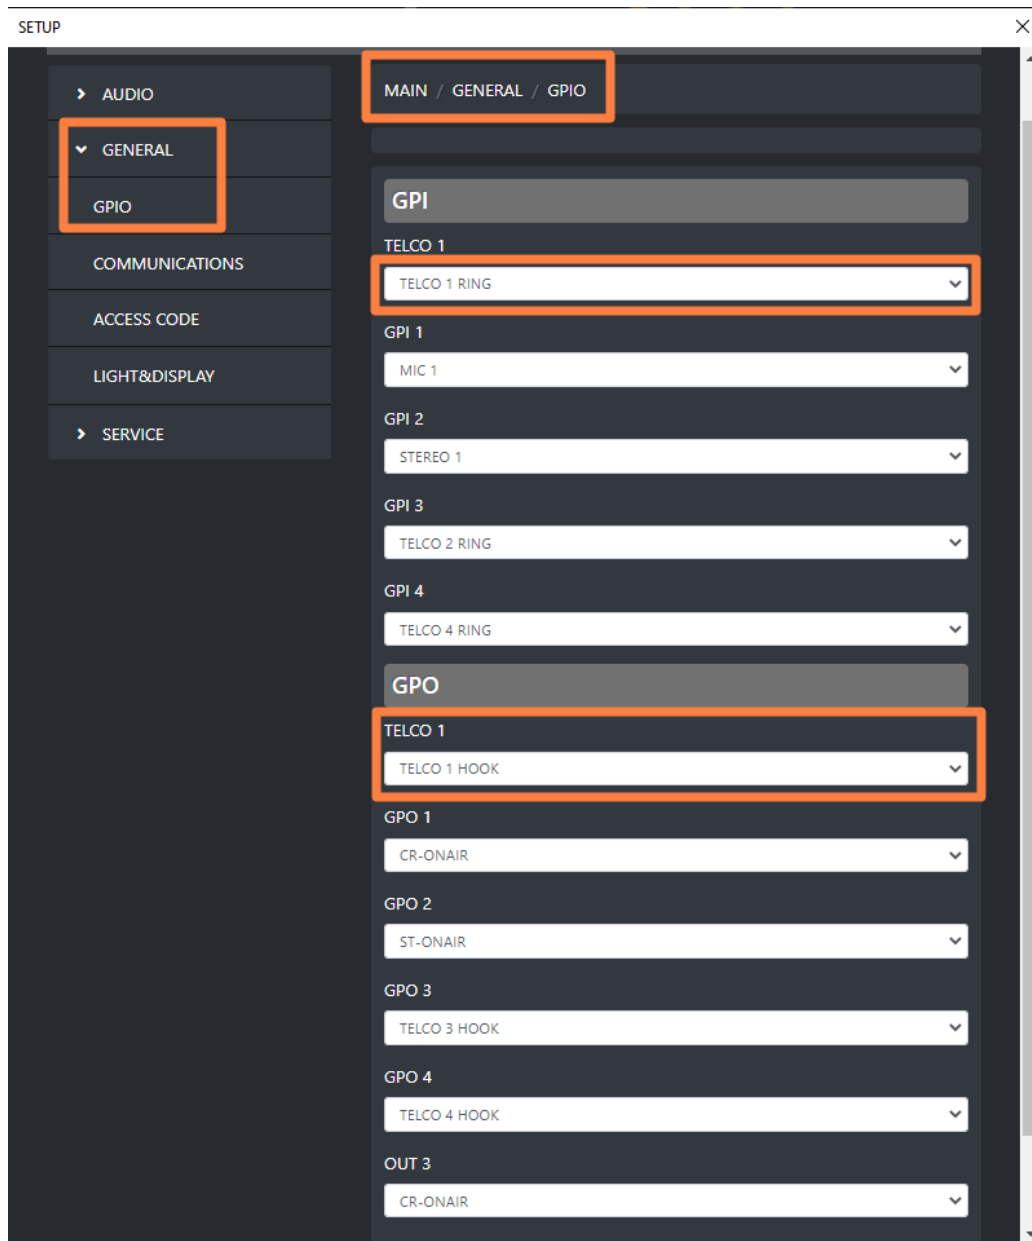 SETUP
AUDIO
GENERAL
GPIO
COMMUNICATIONS
ACCESS CODE
LIGHT&DISPLAY
SERVICE
MAIN / GENERAL / GPIO
GPI
TELCO 1
TELCO 1 RING
GPI 1
MIC 1
GPI 2
STEREO 1
GPI 3
TELCO 2 RING
GPI 4
TELCO 4 RING
GPO
TELCO 1
TELCO 1 HOOK
GPO 1
CR-ONAIR
GPO 2
ST-ONAIR
GPO 3
TELCO 3 HOOK
GPO 4
TELCO 4 HOOK
OUT 3
CR-ONAIR